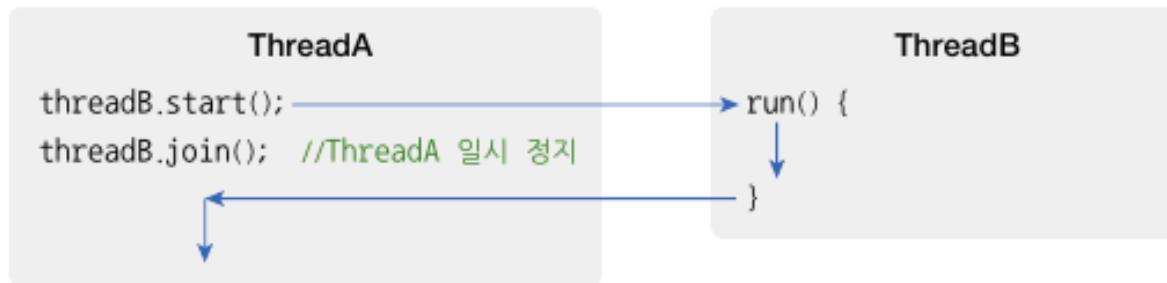 ThreadA
threadB.start();
threadB.join(); //ThreadA 일시 정지
ThreadB
run() {
}